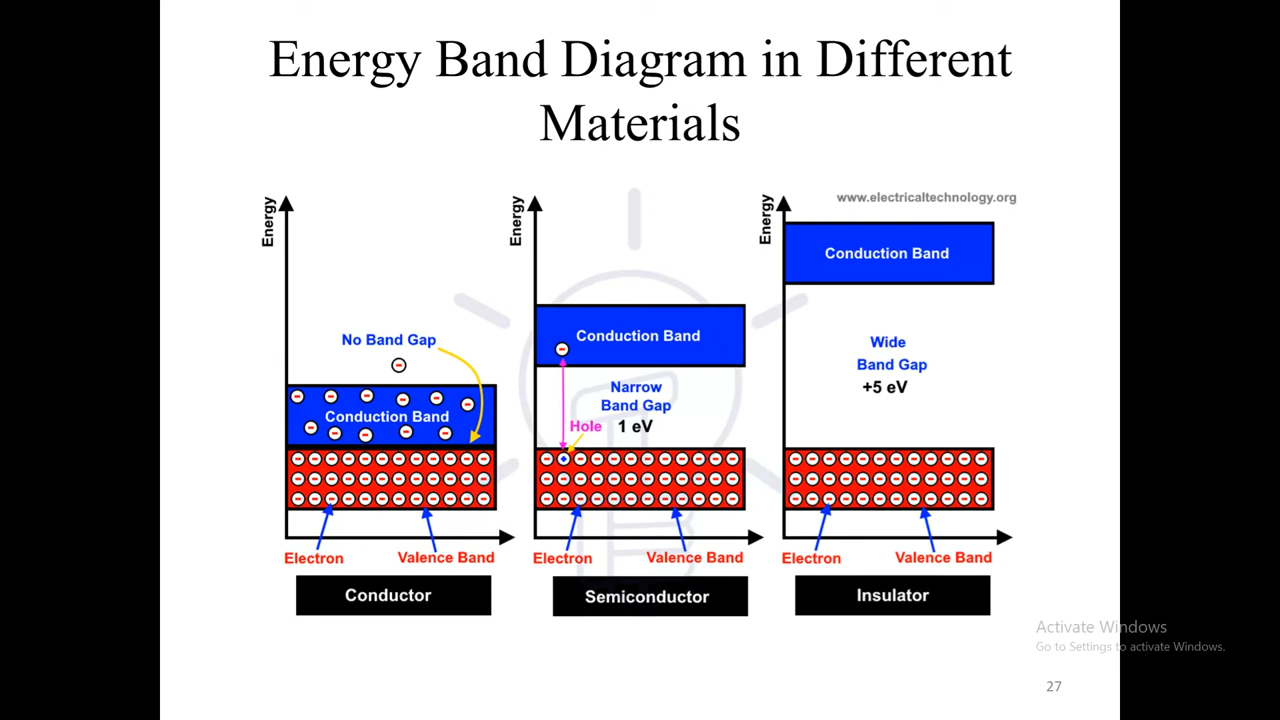 Energy Band Diagram in Different
Materials
www.electricaltechnology.org
Energy
No Band Gap
Conduction Band
Electron
Valence Band
Conductor
Energy
Conduction Band
Narrow
Band Gap
1 eV
Hole
Electron
Valence Band
Semiconductor
Energy
Conduction Band
Wide
Band Gap
+5 eV
Electron
Valence Band
Insulator
Activate Windows
Go to Settings to activate Windows.
27